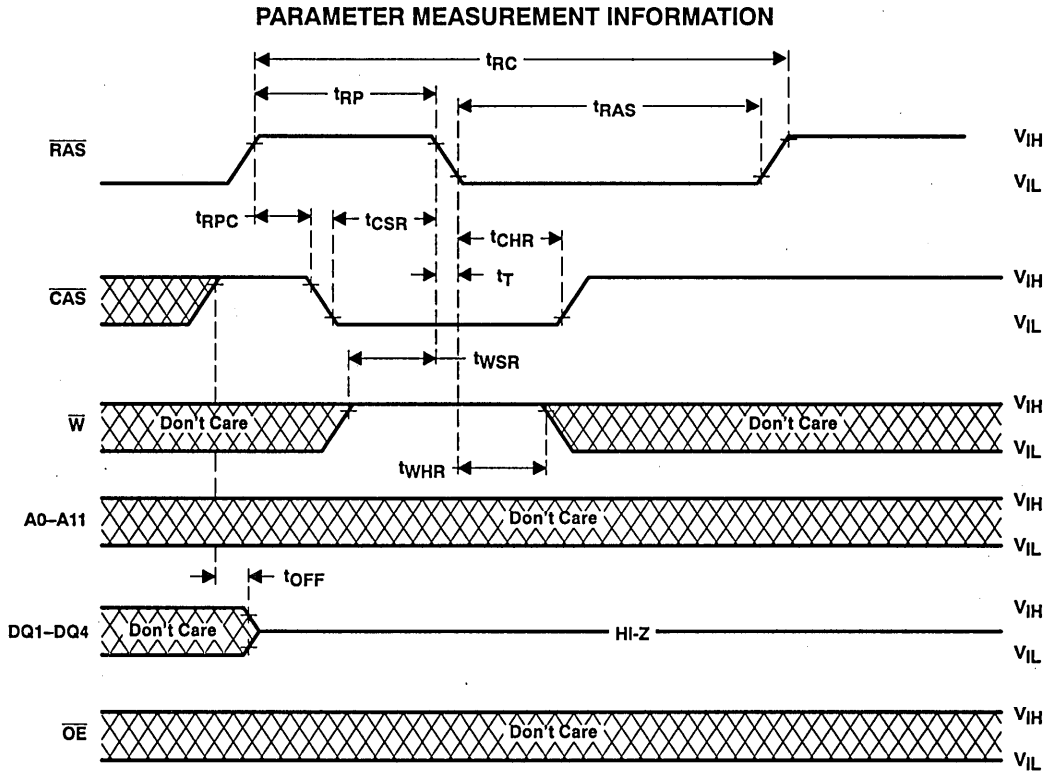 PARAMETER MEASUREMENT INFORMATION
tRC
tRP
tRAS
RAS
VIH
VIL
tRPC
tCSR
tCHR
tT
CAS
VIH
VIL
tWSR
W
Don't Care
Don't Care
VIH
VIL
tWHR
A0–A11
Don't Care
VIH
VIL
tOFF
DQ1–DQ4
Don't Care
HI-Z
VIH
VIL
OE
Don't Care
VIH
VIL